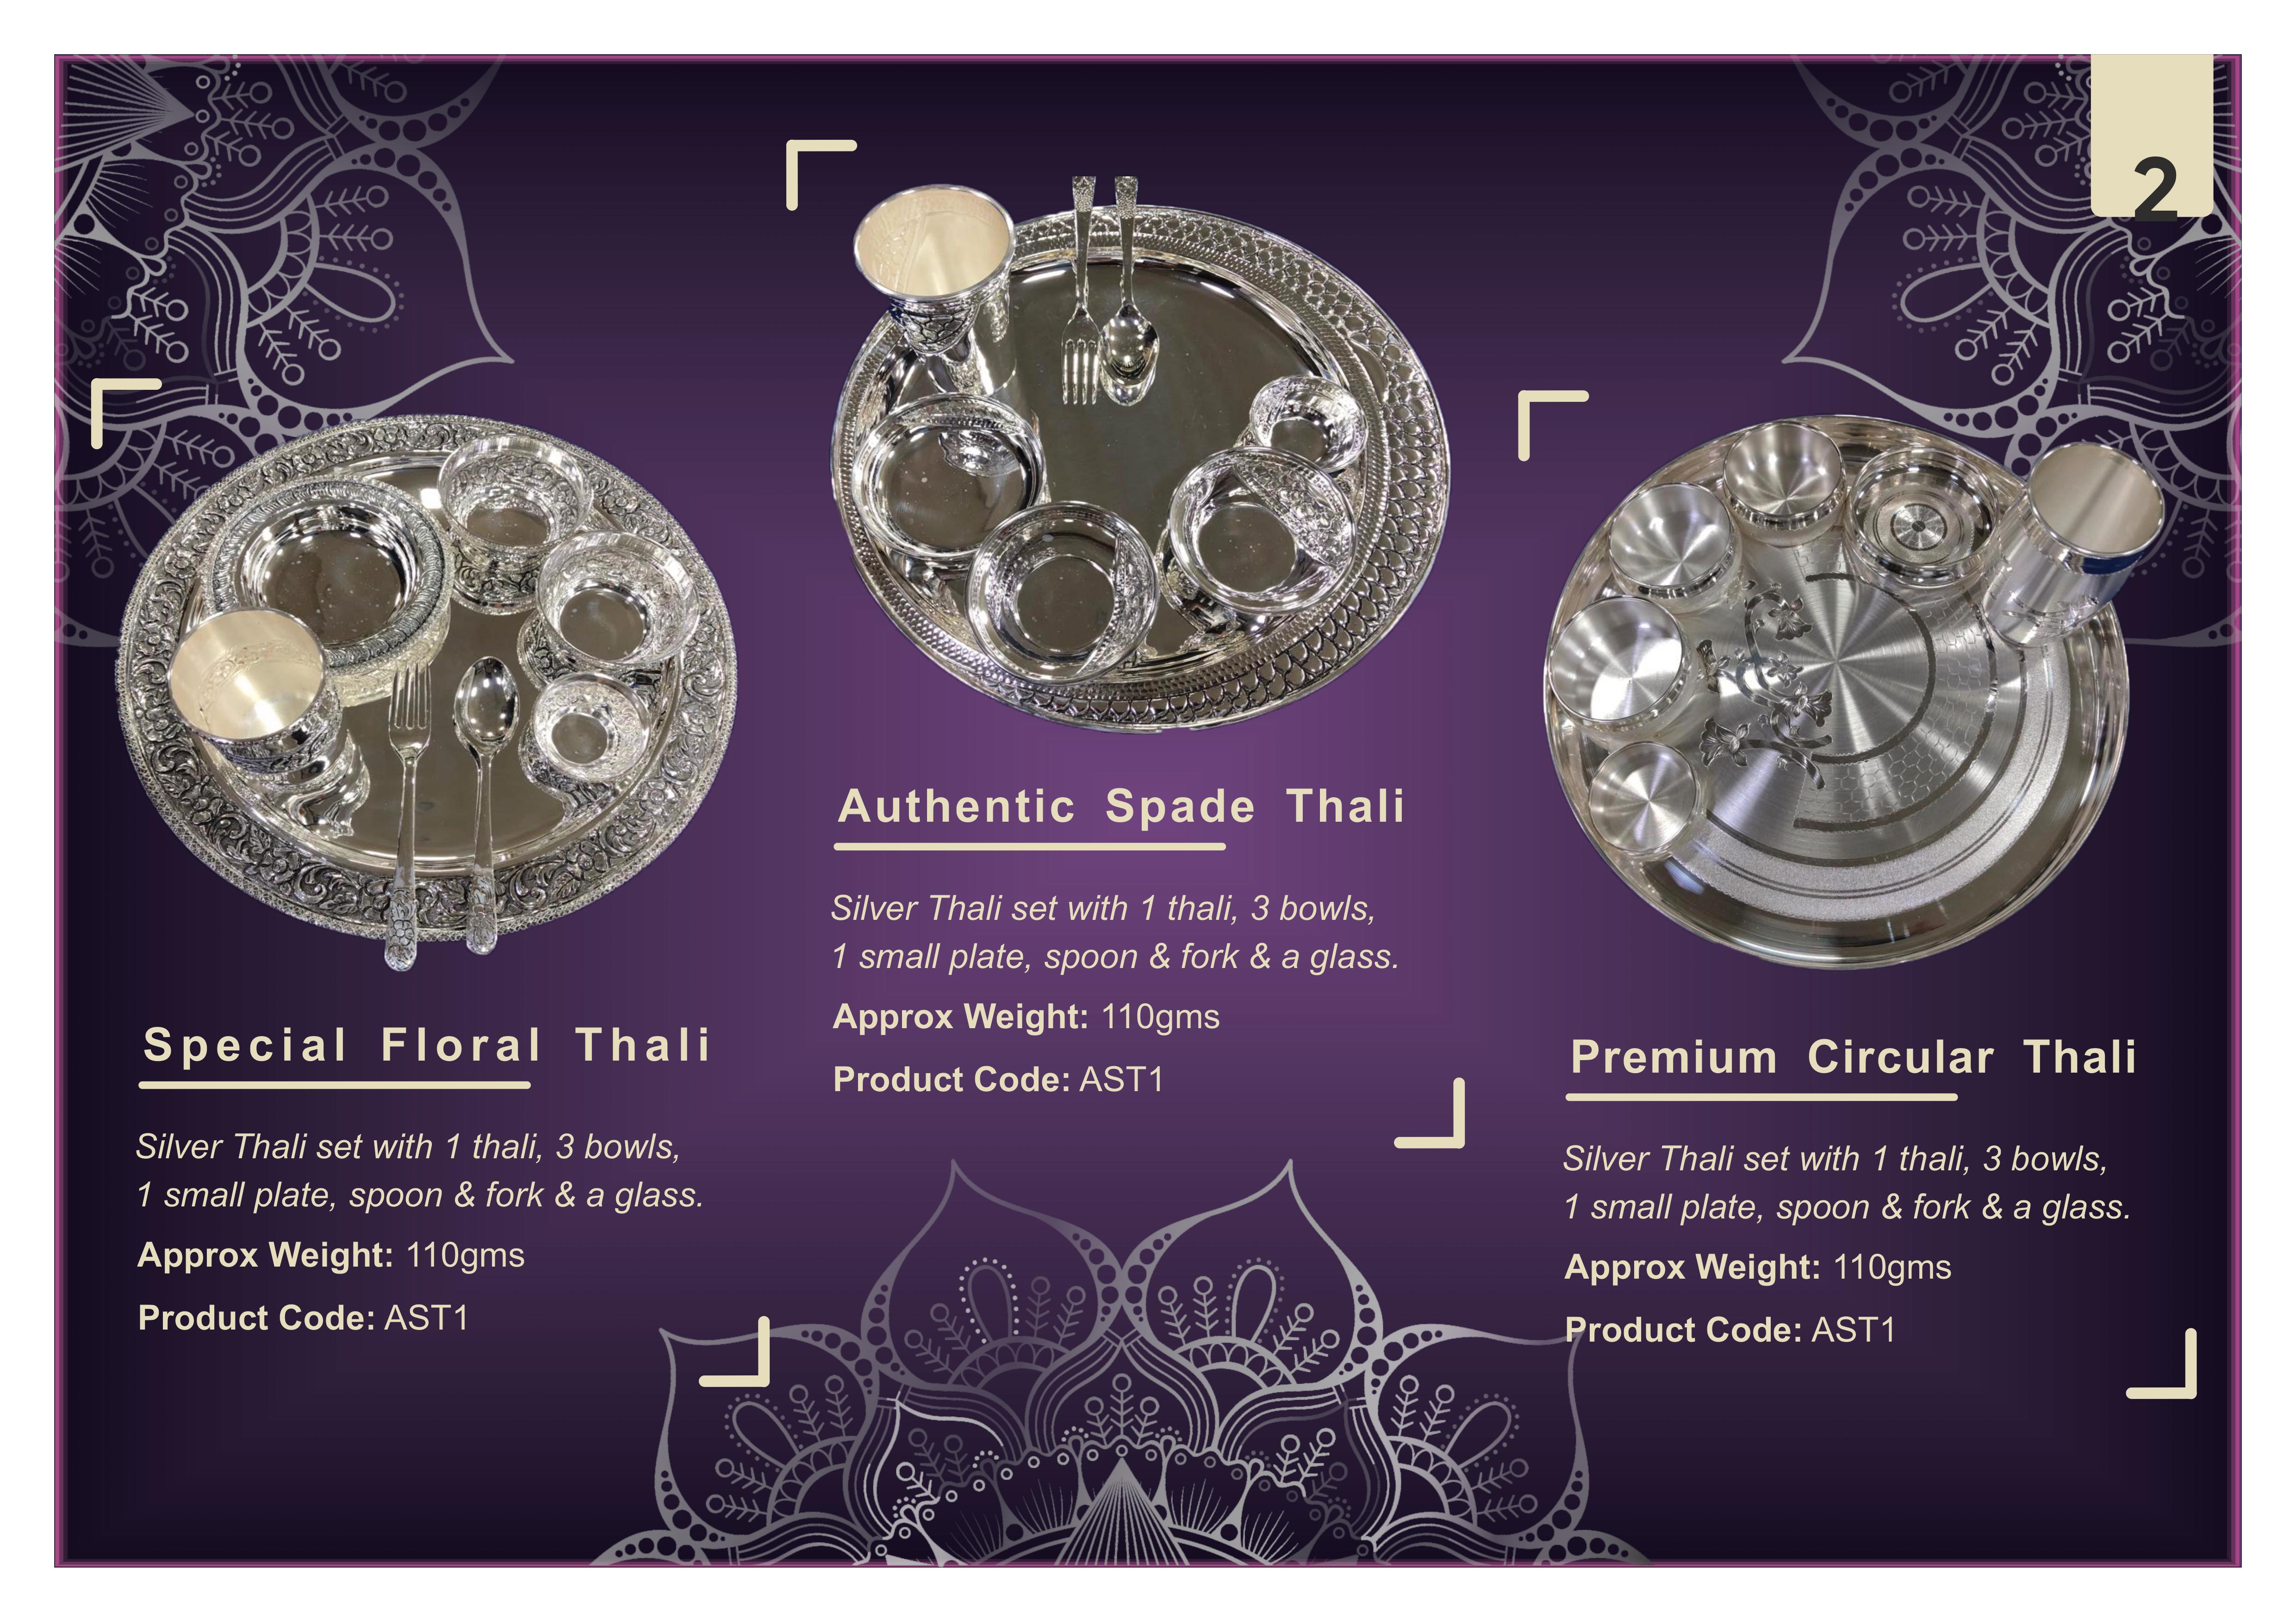 2
Special Floral Thali
Silver Thali set with 1 thali, 3 bowls,
1 small plate, spoon & fork & a glass.
Approx Weight: 110gms
Product Code: AST1
Authentic Spade Thali
Silver Thali set with 1 thali, 3 bowls,
1 small plate, spoon & fork & a glass.
Approx Weight: 110gms
Product Code: AST1
Premium Circular Thali
Silver Thali set with 1 thali, 3 bowls,
1 small plate, spoon & fork & a glass.
Approx Weight: 110gms
Product Code: AST1